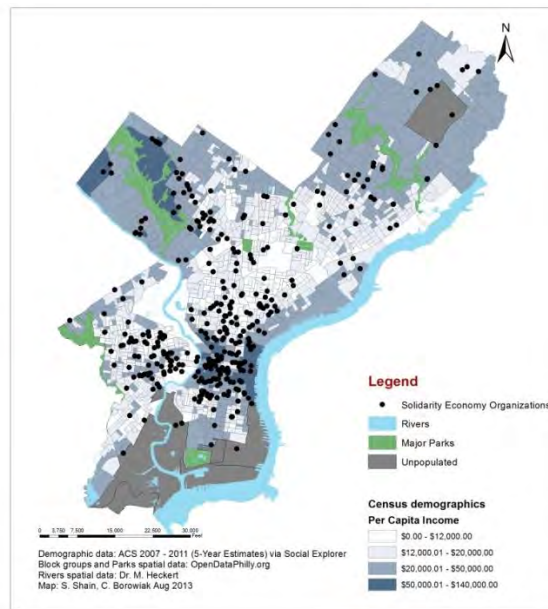 N
Legend
Solidarity Economy Organizations
Rivers
Major Parks
Unpopulated
Census demographics
Per Capita Income
$0.00 - $12,000.00
$12,000.01 - $20,000.00
$20,000.01 - $50,000.00
$50,000.01 - $140,000.00
0 3,750 7,500 15,000 22,500 30,000
Feet
Demographic data: ACS 2007 - 2011 (5-Year Estimates) via Social Explorer
Block groups and Parks spatial data: OpenDataPhilly.org
Rivers spatial data: Dr. M. Heckert
Map: S. Shain, C. Borowiak Aug 2013